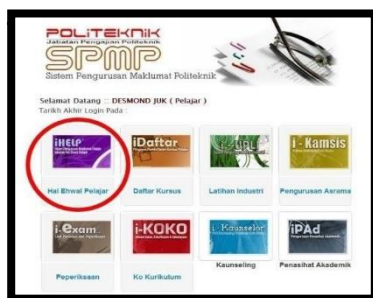 POLITEKNIK
Jabatan Pengajian Politeknik
SPMP
Sistem Pengurusan Maklumat Politeknik
Selamat Datang :: DESMOND JUK ( Pelajar )
Tarikh Akhir Login Pada :
iHELP iDaftar i-Kamsis
Hal Ehwal Pelajar Daftar Kursus Latihan Industri Pengurusan Asrama
i-exam i-KOKO i-Kaunselor iPAd
Peperiksaan Ko Kurikulum Kaunseling Penasihat Akademik